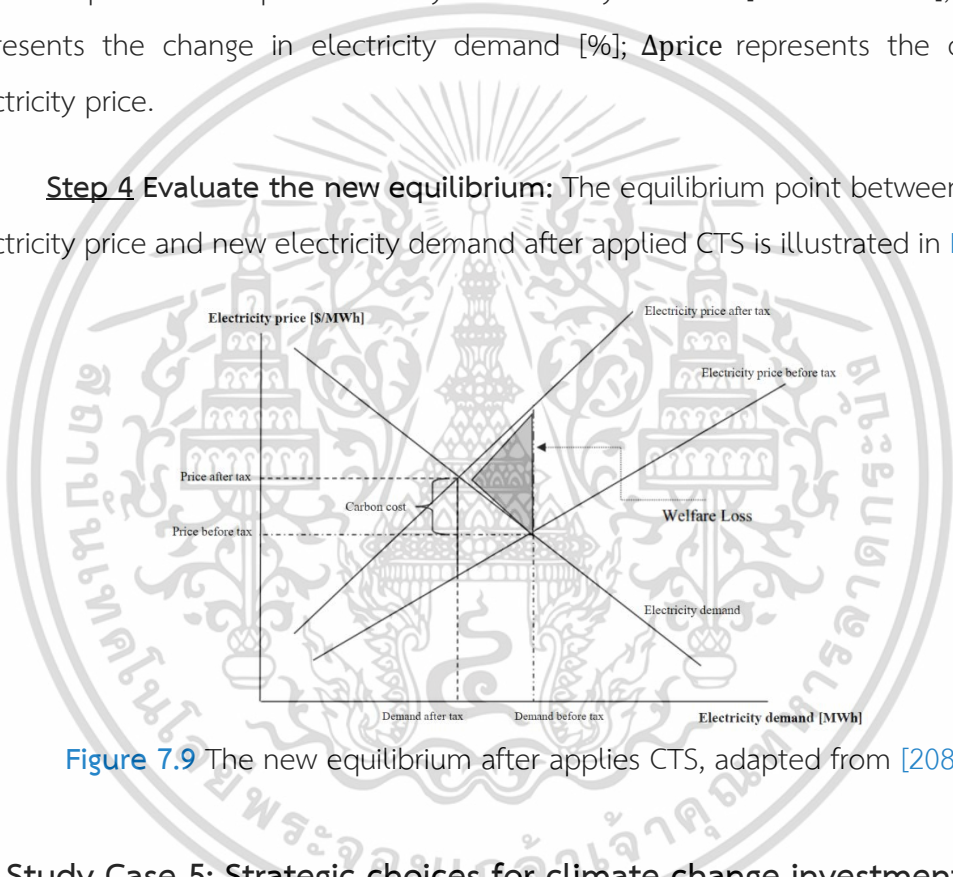 resents the change in electricity demand [%]; Δprice represents the
ctricity price.
Step 4 Evaluate the new equilibrium: The equilibrium point between
ctricity price and new electricity demand after applied CTS is illustrated in
Electricity price [$/MWh]
Electricity price after tax
Electricity price before tax
Price after tax
Carbon cost
Price before tax
Welfare Loss
Electricity demand
Demand after tax
Demand before tax
Electricity demand [MWh]
Figure 7.9 The new equilibrium after applies CTS, adapted from [208
Study Case 5: Strategic choices for climate change investment